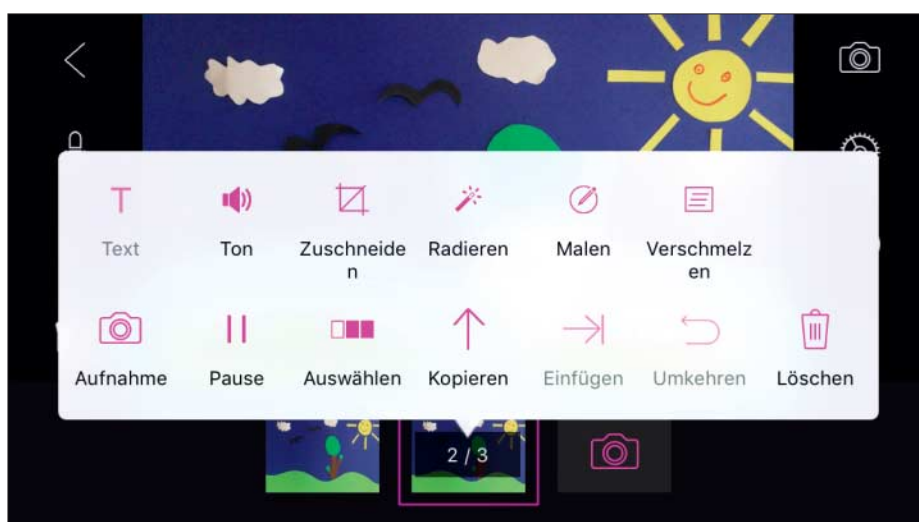 Text Ton Zuschneide Radieren Malen Verschmelz
n en
Aufnahme Pause Auswählen Kopieren Einfügen Umkehren Löschen
2 / 3